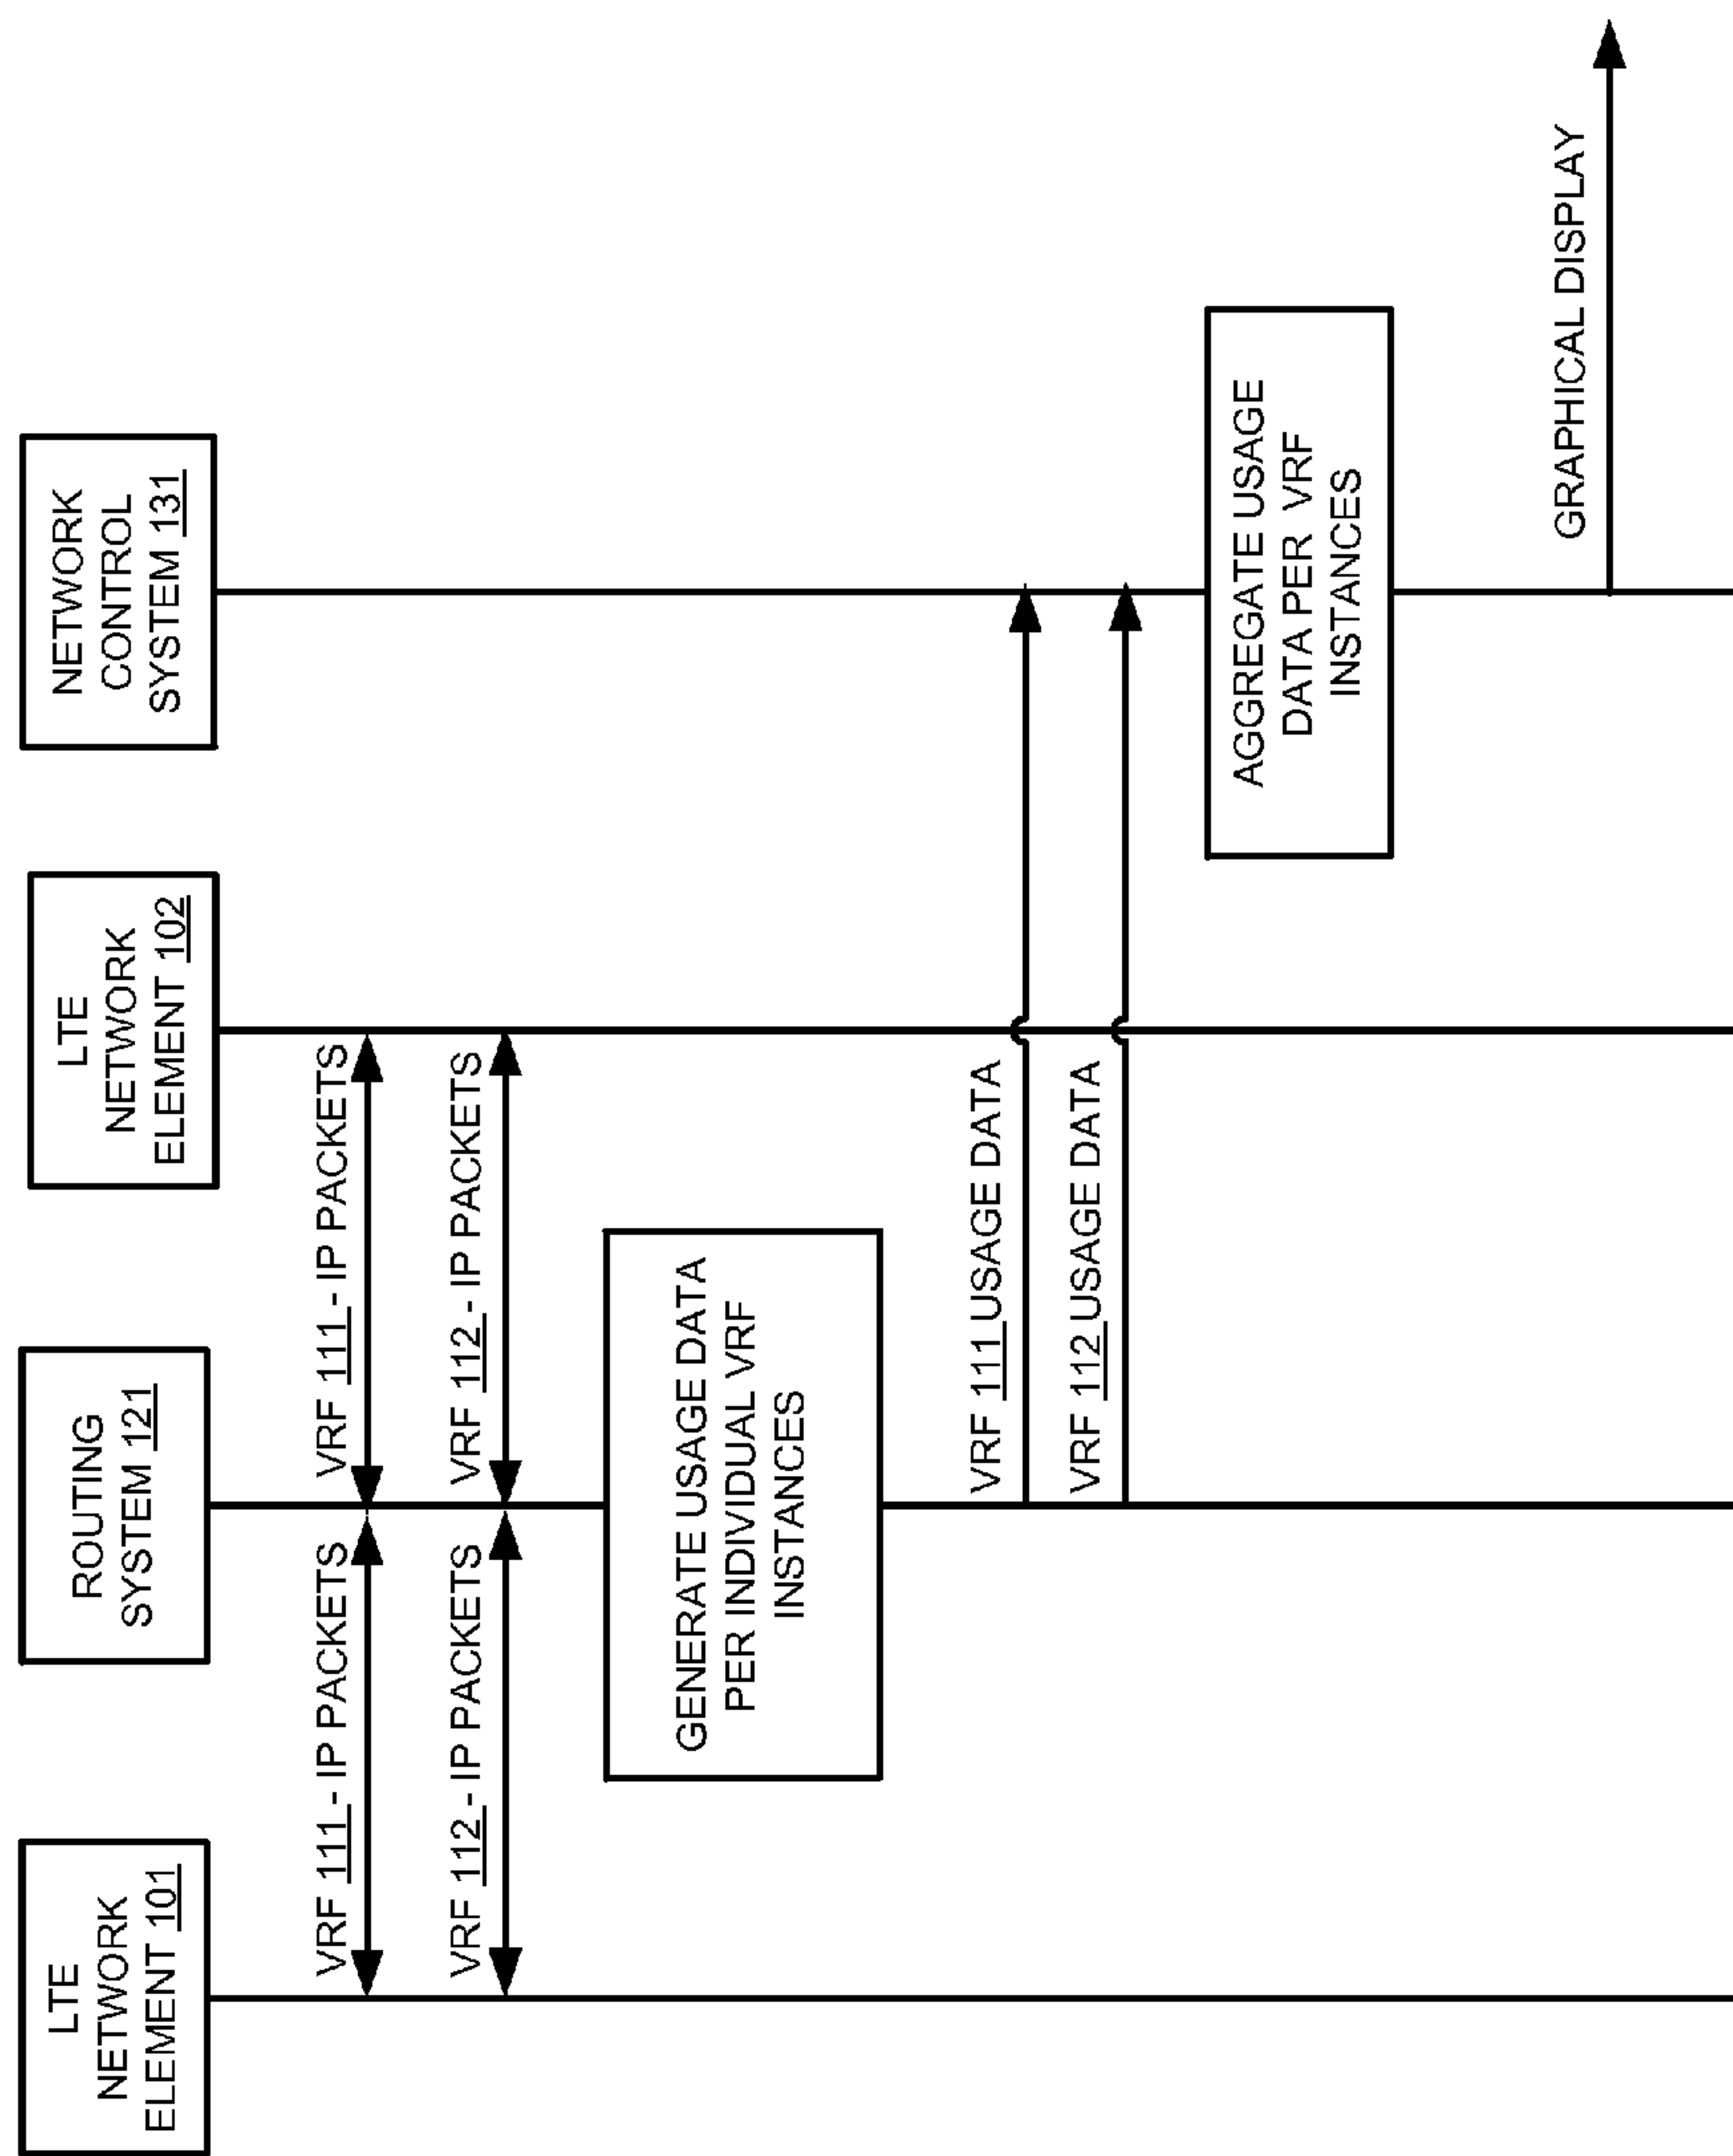 LTE
NETWORK
ELEMENT 101
ROUTING
SYSTEM 121
LTE
NETWORK
ELEMENT 102
NETWORK
CONTROL
SYSTEM 131
VRF 111 - IP PACKETS
VRF 111 - IP PACKETS
VRF 112 - IP PACKETS
VRF 112 - IP PACKETS
GENERATE USAGE DATA
PER INDIVIDUAL VRF
INSTANCES
VRF 111 USAGE DATA
VRF 112 USAGE DATA
AGGREGATE USAGE
DATA PER VRF
INSTANCES
GRAPHICAL DISPLAY